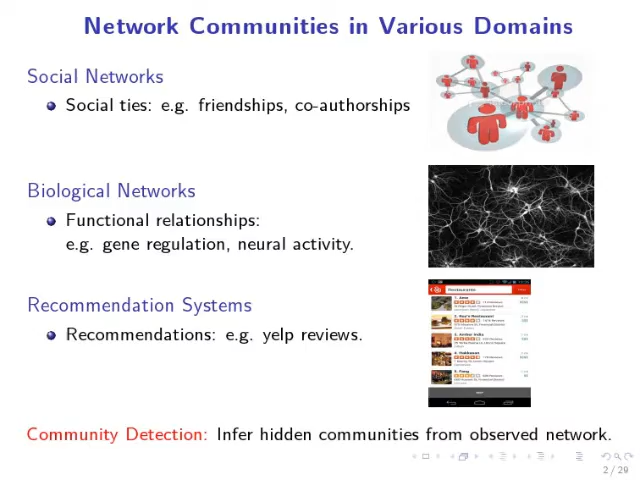 Network Communities in Various Domains
Social Networks
Social ties: e.g. friendships, co-authorships
Biological Networks
Functional relationships:
e.g. gene regulation, neural activity.
Recommendation Systems
Recommendations: e.g. yelp reviews.
Restaurants
Community Detection: Infer hidden communities from observed network.
2 / 29